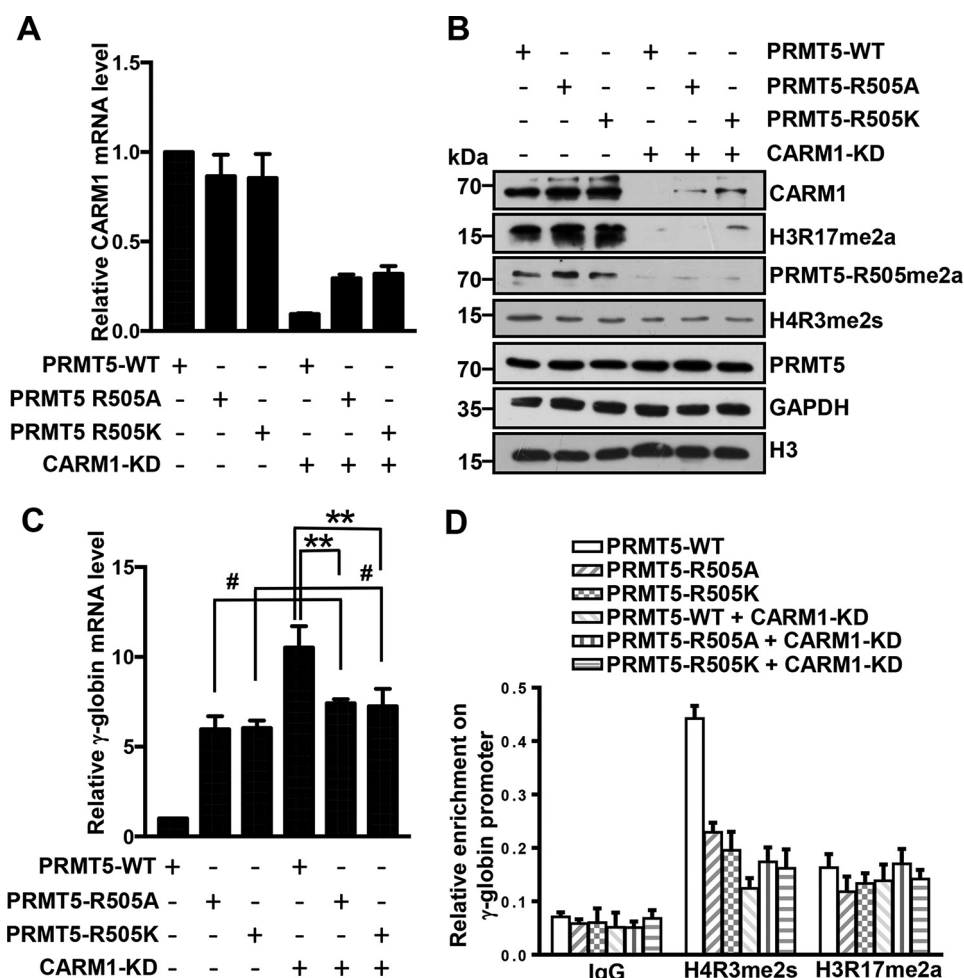 A
Relative CARM1 mRNA level
1.5
1.0
0.5
0.0
PRMT5-WT + - - + - -
PRMT5 R505A - + - - + -
PRMT5 R505K - - + - - +
CARM1-KD - - - + + +
B
+ - - + - - PRMT5-WT
- + - - + - PRMT5-R505A
- - + - - + PRMT5-R505K
kDa - - - + + + CARM1-KD
70 CARM1
15 H3R17me2a
70 PRMT5-R505me2a
15 H4R3me2s
70 PRMT5
35 GAPDH
15 H3
C
Relative γ-globin mRNA level
15
10
5
0
**
**
# #
PRMT5-WT + - - + - -
PRMT5-R505A - + - - + -
PRMT5-R505K - - + - - +
CARM1-KD - - - + + +
D
PRMT5-WT
PRMT5-R505A
PRMT5-R505K
PRMT5-WT + CARM1-KD
PRMT5-R505A + CARM1-KD
PRMT5-R505K + CARM1-KD
Relative enrichment on
γ-globin promoter
0.5
0.4
0.3
0.2
0.1
0.0
IgG H4R3me2s H3R17me2a